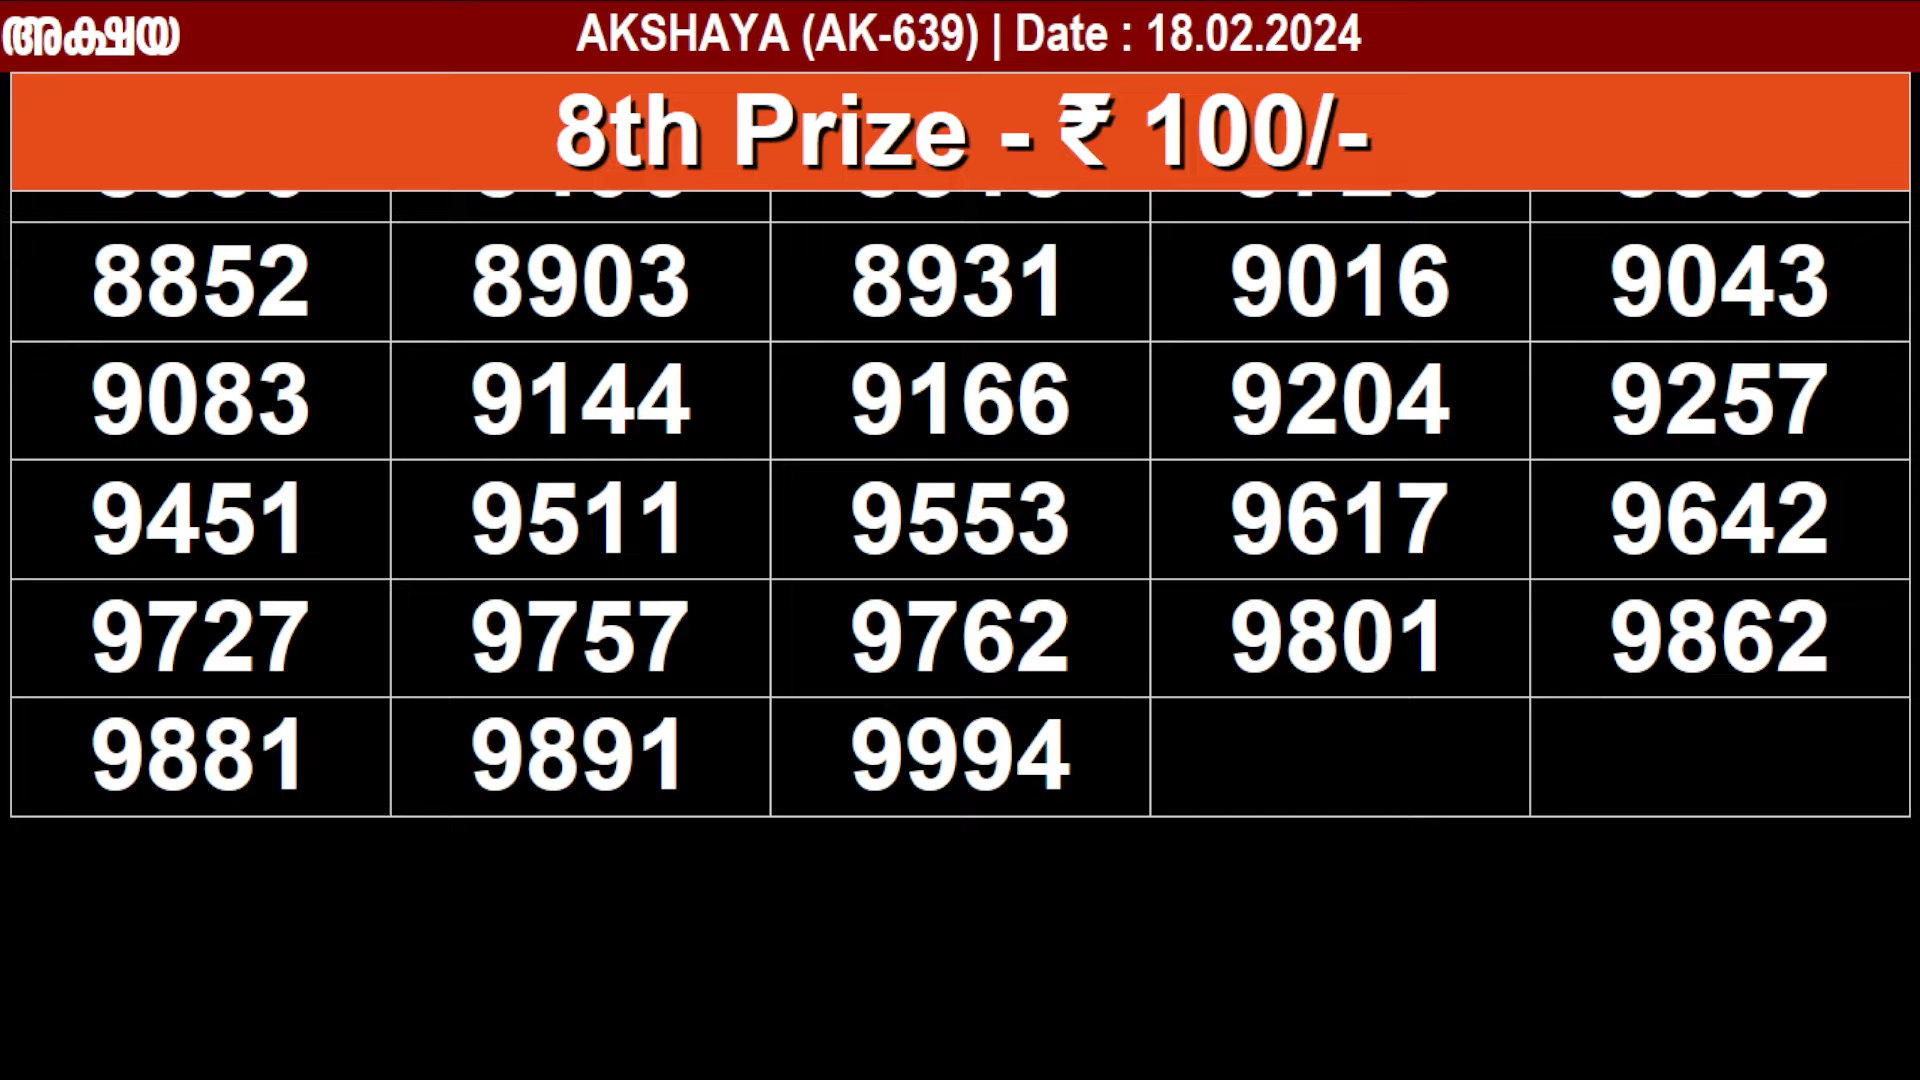 അക്ഷയ AKSHAYA (AK-639) | Date : 18.02.2024
8th Prize - ₹ 100/-
8852 8903 8931 9016 9043
9083 9144 9166 9204 9257
9451 9511 9553 9617 9642
9727 9757 9762 9801 9862
9881 9891 9994